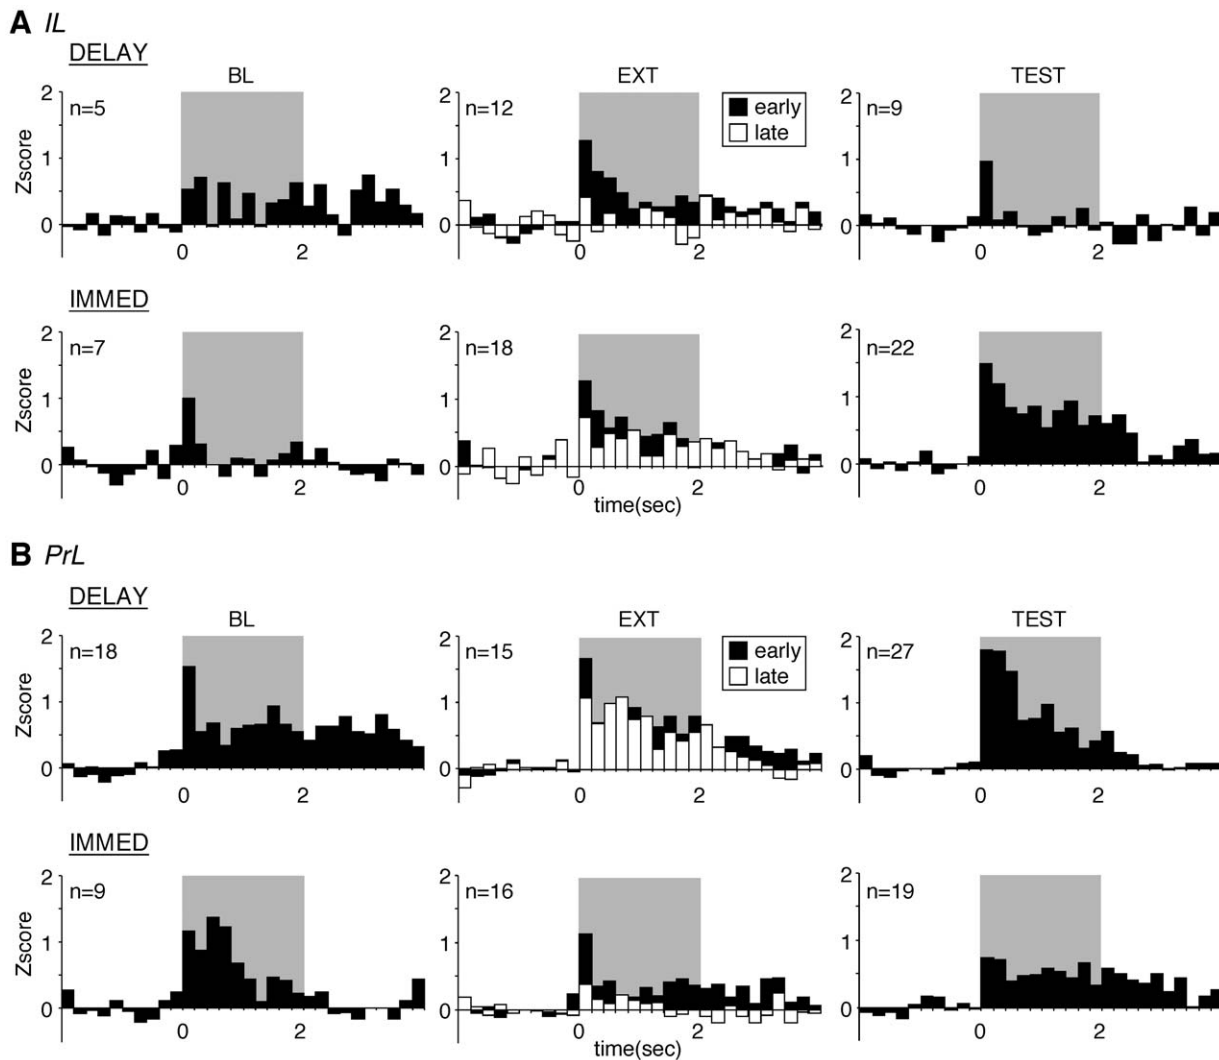 A IL
DELAY
BL
EXT
TEST
Zscore
2
1
0
n=5
0
2
2
1
0
n=12
early
late
0
2
2
1
0
n=9
0
2
IMMED
Zscore
2
1
0
n=7
0
2
2
1
0
n=18
0
2
time(sec)
2
1
0
n=22
0
2
B PrL
DELAY
BL
EXT
TEST
Zscore
2
1
0
n=18
0
2
2
1
0
n=15
early
late
0
2
2
1
0
n=27
0
2
IMMED
Zscore
2
1
0
n=9
0
2
2
1
0
n=16
0
2
time(sec)
2
1
0
n=19
0
2